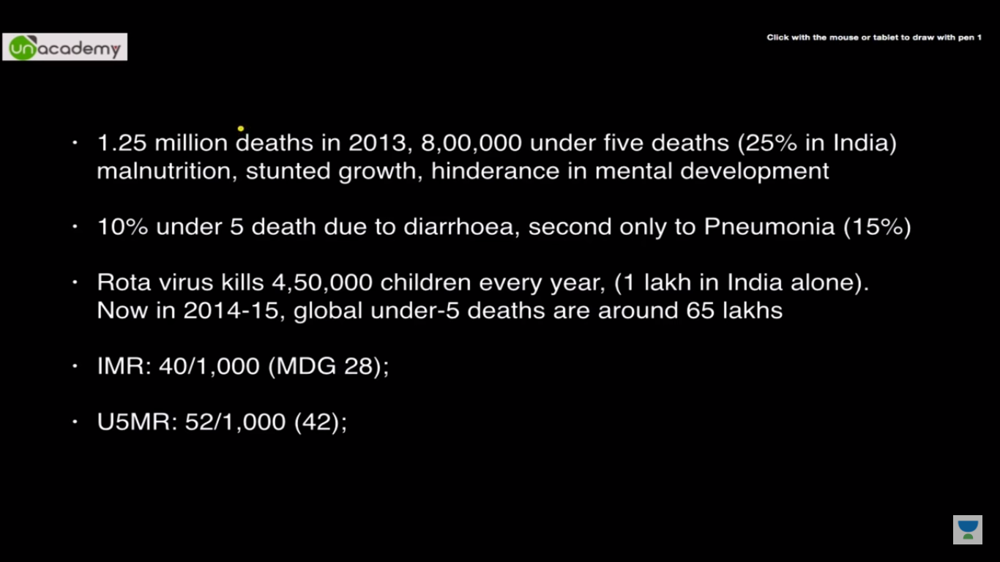 unacademy
Click with the mouse or tablet to draw with pen 1
· 1.25 million deaths in 2013, 8,00,000 under five deaths (25% in India)
malnutrition, stunted growth, hinderance in mental development
· 10% under 5 death due to diarrhoea, second only to Pneumonia (15%)
· Rota virus kills 4,50,000 children every year, (1 lakh in India alone).
Now in 2014-15, global under-5 deaths are around 65 lakhs
· IMR: 40/1,000 (MDG 28);
· U5MR: 52/1,000 (42);